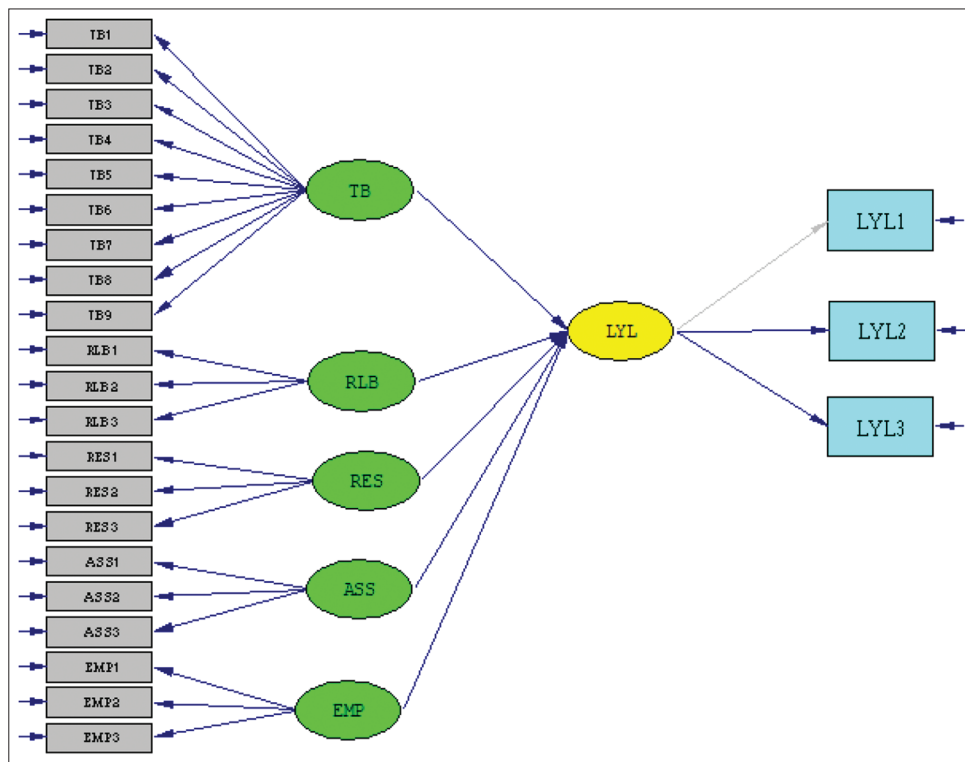 TB1
TB2
TB3
TB4
TB5
TB6
TB7
TB8
TB9
RLB1
RLB2
RLB3
RES1
RES2
RES3
ASS1
ASS2
ASS3
EMP1
EMP2
EMP3
TB
RLB
RES
ASS
EMP
LYL
LYL1
LYL2
LYL3